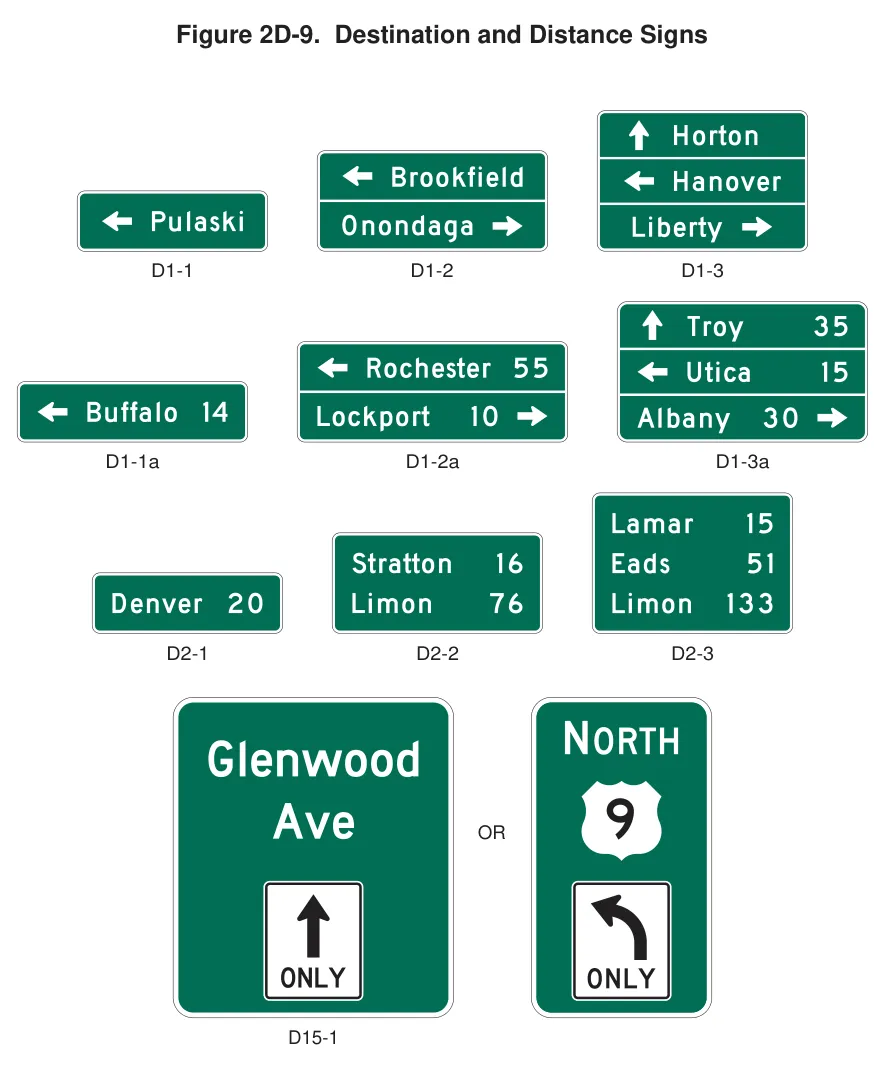 Figure 2D-9. Destination and Distance Signs
Pulaski
D1-1
Brookfield
Onondaga
D1-2
Horton
Hanover
Liberty
D1-3
Buffalo 14
D1-1a
Rochester 55
Lockport 10
D1-2a
Troy 35
Utica 15
Albany 30
D1-3a
Denver 20
D2-1
Stratton 16
Limon 76
D2-2
Lamar 15
Eads 51
Limon 133
D2-3
Glenwood
Ave
ONLY
D15-1
OR
NORTH
9
ONLY